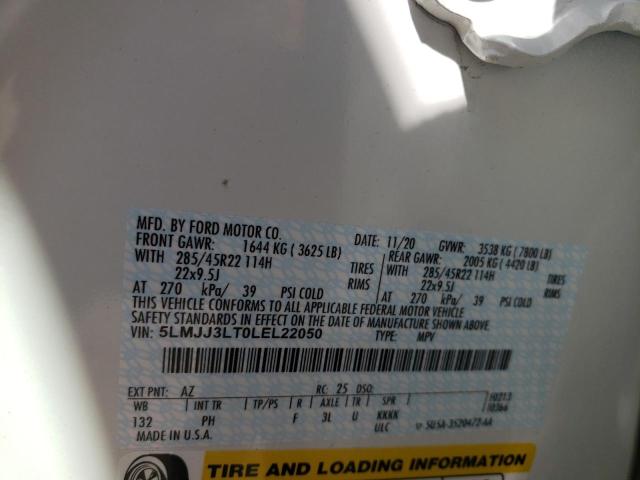 MFD. BY FORD MOTOR CO.
DATE: 11/20 GVWR: 3538 KG ( 7800 LB)
FRONT GAWR: 1644 KG ( 3625 LB) REAR GAWR: 2005 KG ( 4420 LB)
WITH 285/45R22 114H TIRES WITH 285/45R22 114H TIRES
22x9.5J RIMS 22x9.5J RIMS
AT 270 kPa/ 39 PSI COLD AT 270 kPa/ 39 PSI COLD
THIS VEHICLE CONFORMS TO ALL APPLICABLE FEDERAL MOTOR VEHICLE
SAFETY STANDARDS IN EFFECT ON THE DATE OF MANUFACTURE SHOWN ABOVE.
VIN: 5LMJJ3LT0LEL22050 TYPE: MPV
EXT PNT: AZ RC: 25 DSO:
WB INT TR TP/PS R AXLE TR SPR
132 PH F 3L U KKKK
ULC
10213
10366
MADE IN U.S.A.
TIRE AND LOADING INFORMATION